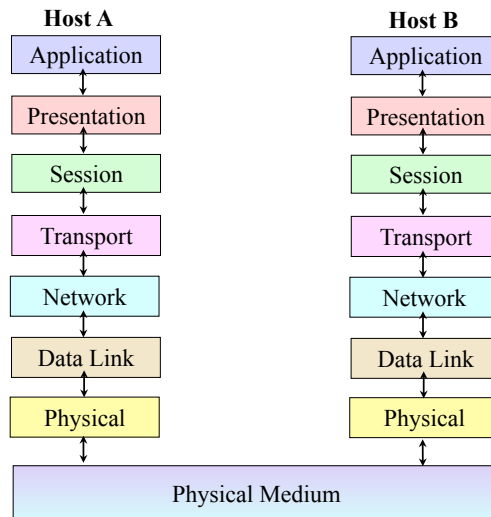 Host A
Host B
Application
Application
Presentation
Presentation
Session
Session
Transport
Transport
Network
Network
Data Link
Data Link
Physical
Physical
Physical Medium